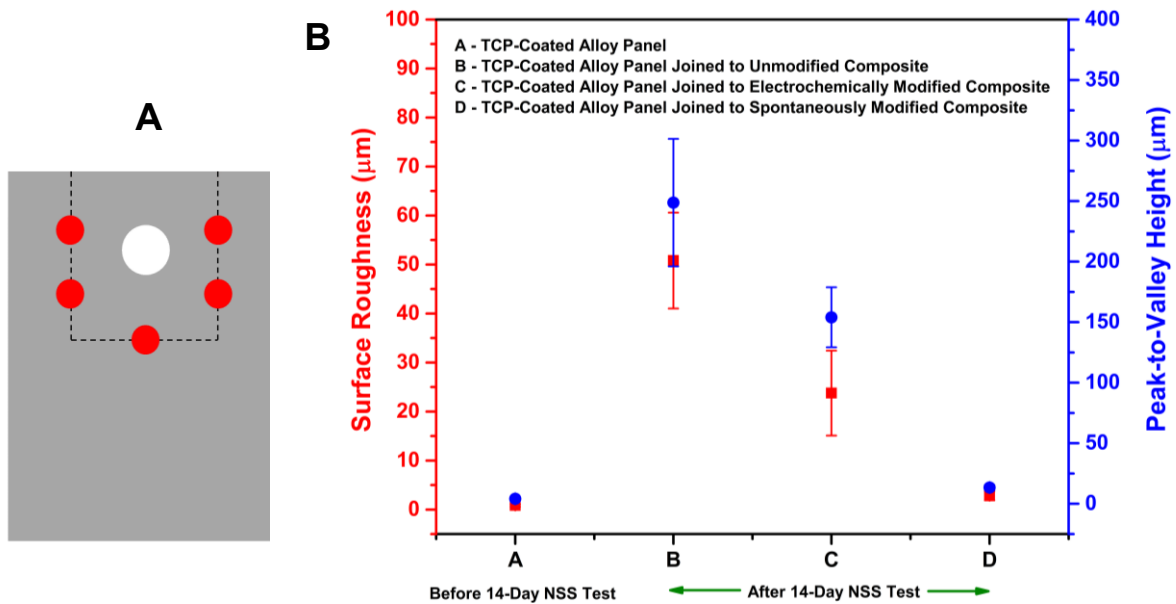 A
B
Surface Roughness (μm)
100
90
80
70
60
50
40
30
20
10
0
A - TCP-Coated Alloy Panel
B - TCP-Coated Alloy Panel Joined to Unmodified Composite
C - TCP-Coated Alloy Panel Joined to Electrochemically Modified Composite
D - TCP-Coated Alloy Panel Joined to Spontaneously Modified Composite
400
350
300
250
200
150
100
50
0
Peak-to-Valley Height (μm)
A B C D
Before 14-Day NSS Test
After 14-Day NSS Test